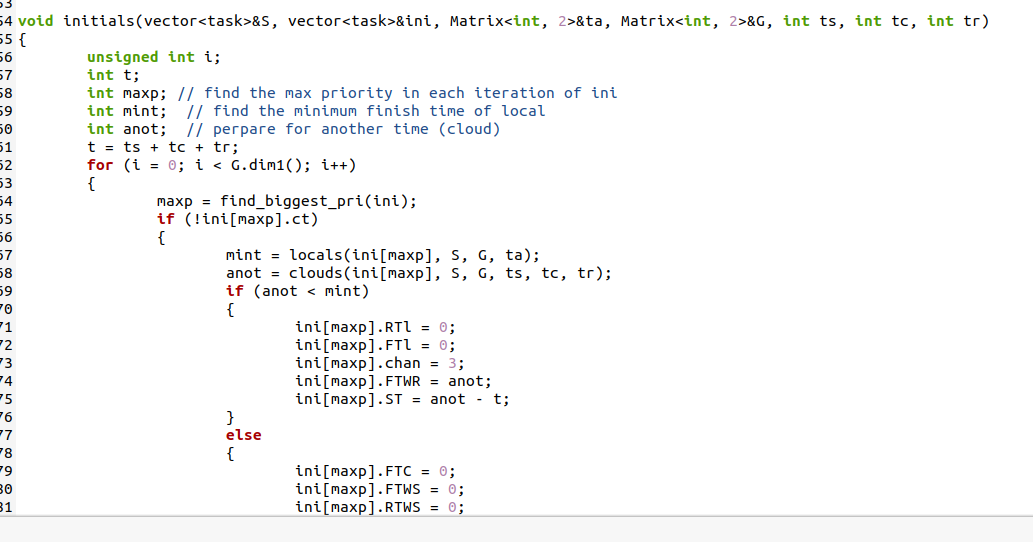 53
54 void initials(vector<task>&S, vector<task>&ini, Matrix<int, 2>&ta, Matrix<int, 2>&G, int ts, int tc, int tr)
55 {
56 unsigned int i;
57 int t;
58 int maxp; // find the max priority in each iteration of ini
59 int mint;  // find the minimum finish time of local
60 int anot;  // perpare for another time (cloud)
61 t = ts + tc + tr;
62 for (i = 0; i < G.dim1(); i++)
63 {
64 maxp = find_biggest_pri(ini);
65 if (!ini[maxp].ct)
66 {
67 mint = locals(ini[maxp], S, G, ta);
68 anot = clouds(ini[maxp], S, G, ts, tc, tr);
69 if (anot < mint)
70 {
71 ini[maxp].RTl = 0;
72 ini[maxp].FTl = 0;
73 ini[maxp].chan = 3;
74 ini[maxp].FTWR = anot;
75 ini[maxp].ST = anot - t;
76 }
77 else
78 {
79 ini[maxp].FTC = 0;
80 ini[maxp].FTWS = 0;
81 ini[maxp].RTWS = 0;